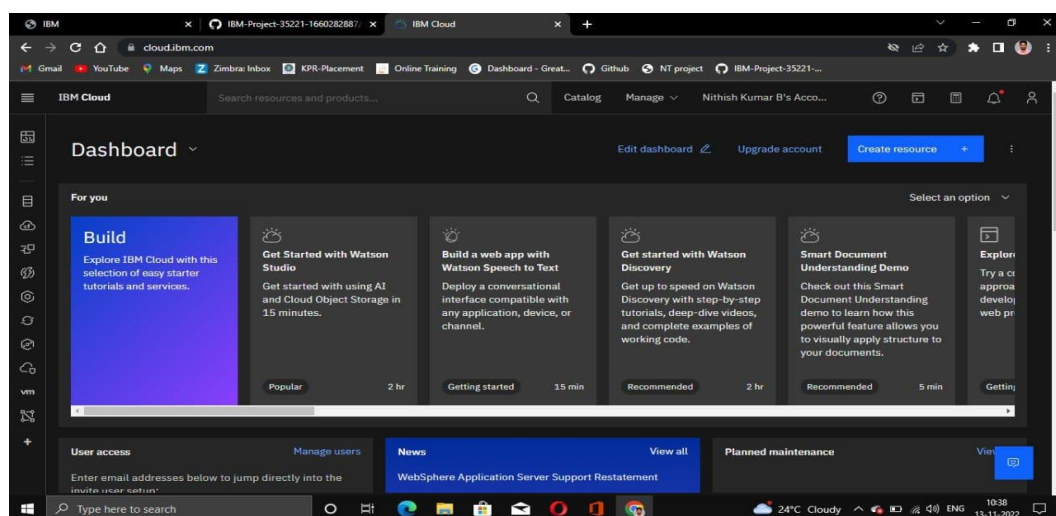 IBM
IBM-Project-35221-1660282887
IBM Cloud
cloud.ibm.com
Gmail
YouTube
Maps
Zimbra: Inbox
KPR-Placement
Online Training
Dashboard - Great...
Github
NT project
IBM-Project-35221-...
IBM Cloud
Search resources and products...
Catalog
Manage
Nithish Kumar B's Acco...
Dashboard
Edit dashboard
Upgrade account
Create resource +
For you
Select an option
Build
Explore IBM Cloud with this
selection of easy starter
tutorials and services.
Get Started with Watson
Studio
Get started with using AI
and Cloud Object Storage in
15 minutes.
Popular
2 hr
Build a web app with
Watson Speech to Text
Deploy a conversational
interface compatible with
any application, device, or
channel.
Getting started
15 min
Get started with Watson
Discovery
Get up to speed on Watson
Discovery with step-by-step
tutorials, deep-dive videos,
and complete examples of
working code.
Recommended
2 hr
Smart Document
Understanding Demo
Check out this Smart
Document Understanding
demo to learn how this
powerful feature allows you
to visually apply structure to
your documents.
Recommended
5 min
Try a
web
vm
User access
Manage users
Enter email addresses below to jump directly into the
invite user setup:
News
View all
WebSphere Application Server Support Restatement
Planned maintenance
Type here to search
24°C Cloudy
ENG
10:38
13-11-2022